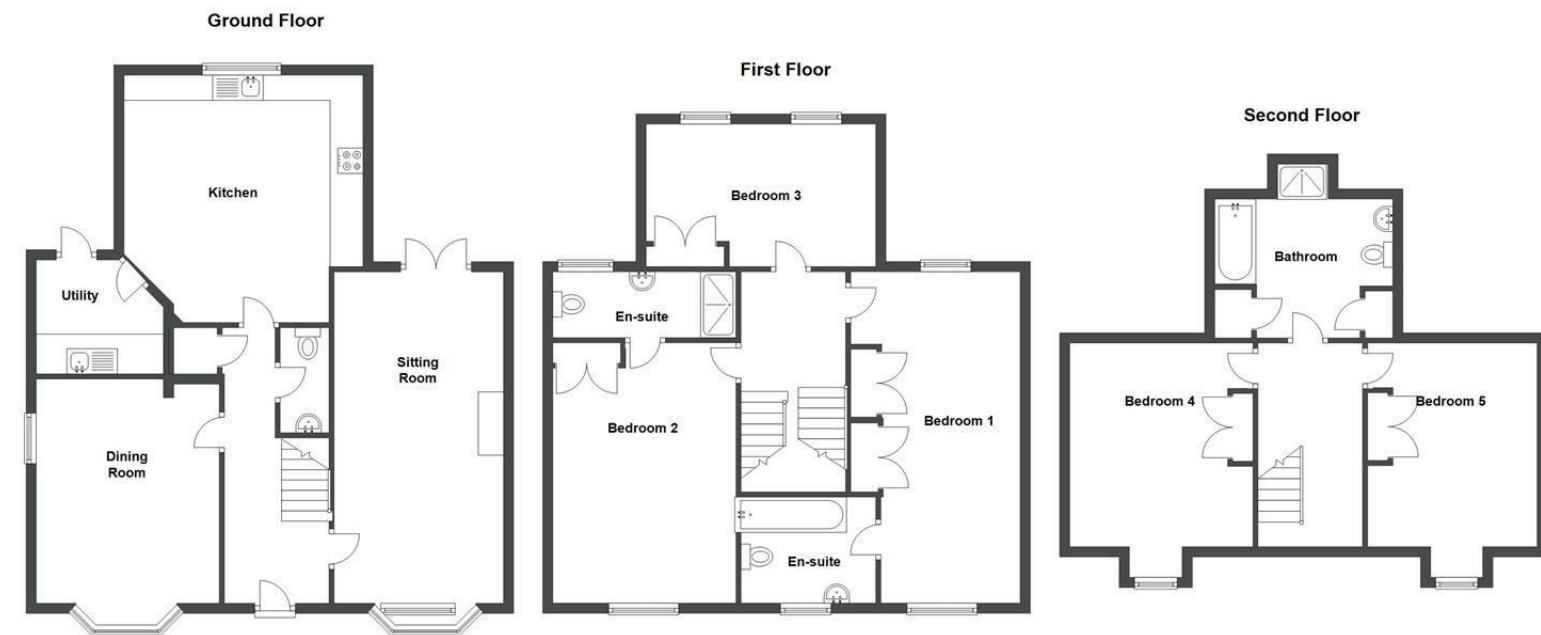 Ground Floor
Kitchen
Utility
Sitting
Room
Dining
Room
First Floor
Bedroom 3
En-suite
Bedroom 2
Bedroom 1
En-suite
Second Floor
Bathroom
Bedroom 4
Bedroom 5